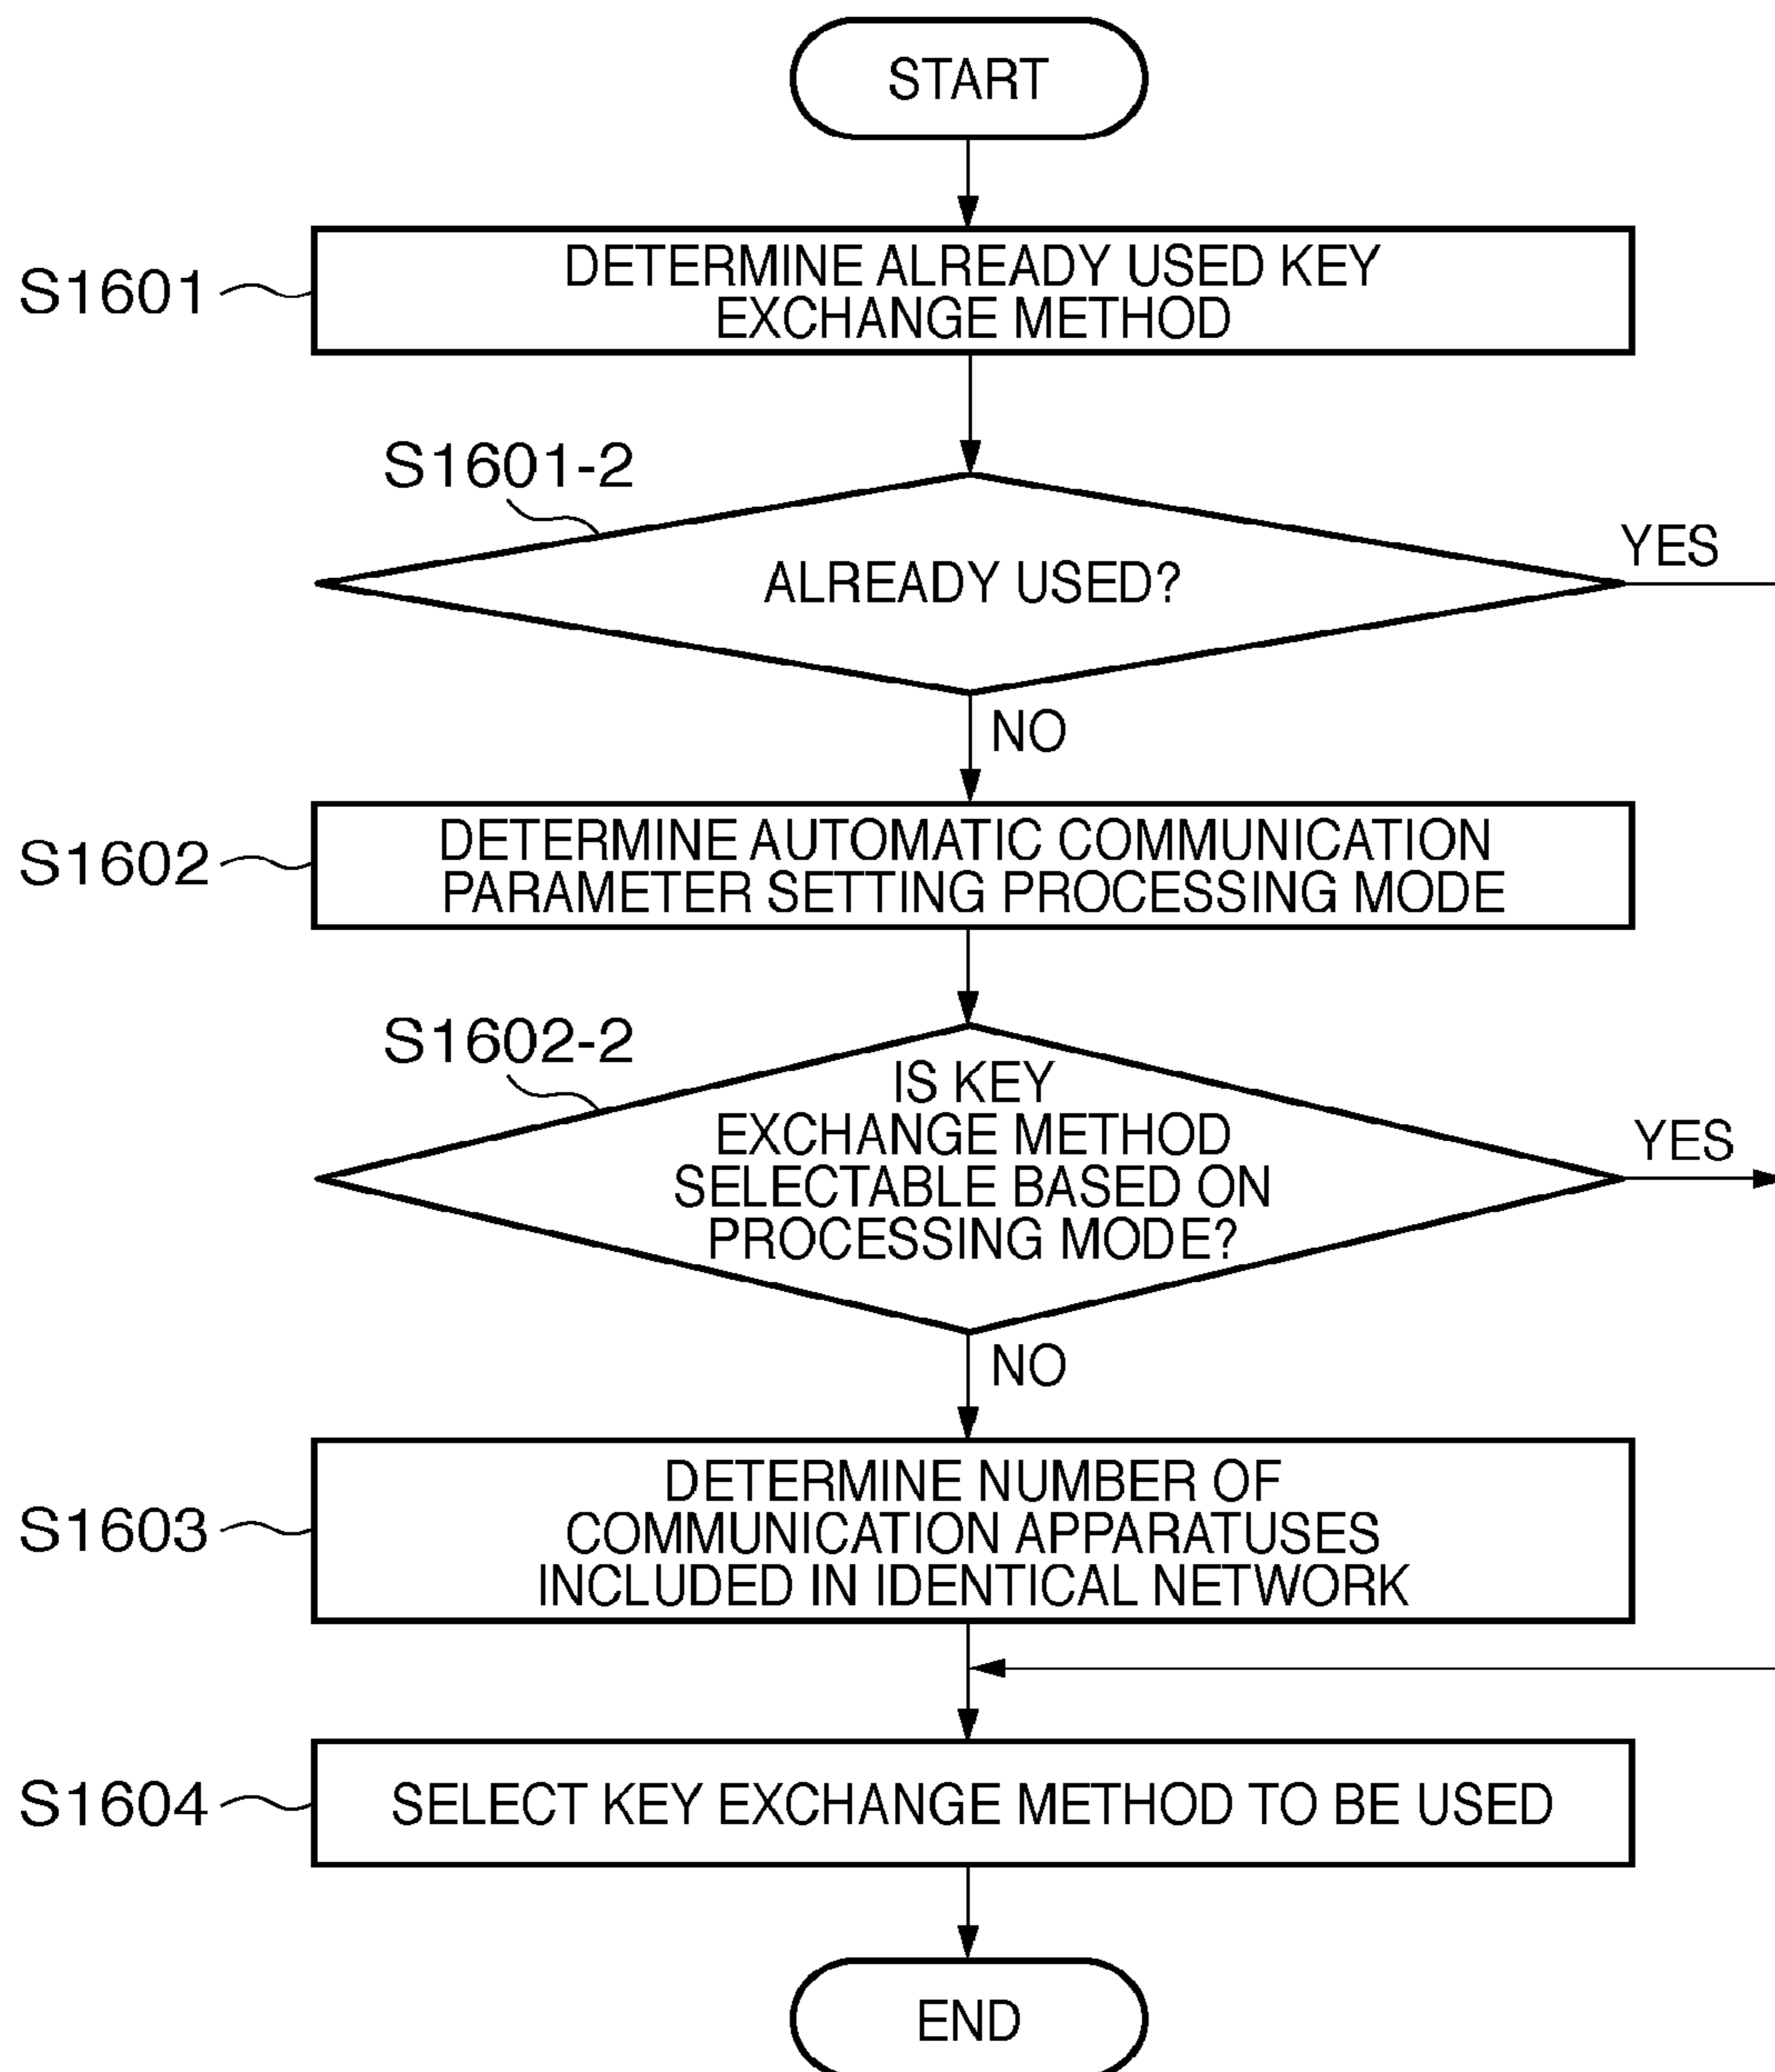 START
S1601
DETERMINE ALREADY USED KEY
EXCHANGE METHOD
S1601-2
ALREADY USED?
YES
NO
S1602
DETERMINE AUTOMATIC COMMUNICATION
PARAMETER SETTING PROCESSING MODE
S1602-2
IS KEY
EXCHANGE METHOD
SELECTABLE BASED ON
PROCESSING MODE?
YES
NO
S1603
DETERMINE NUMBER OF
COMMUNICATION APPARATUSES
INCLUDED IN IDENTICAL NETWORK
S1604
SELECT KEY EXCHANGE METHOD TO BE USED
END